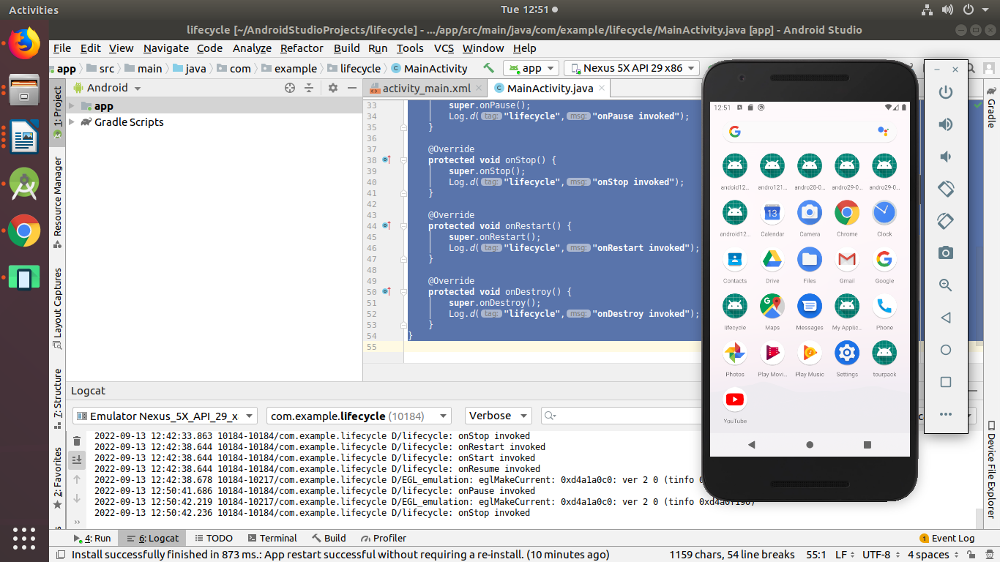 Activities
Tue 12:51
lifecycle [~/AndroidStudioProjects/lifecycle] - .../app/src/main/java/com/example/lifecycle/MainActivity.java [app] - Android Studio
File Edit View Navigate Code Analyze Refactor Build Run Tools VCS Window Help
app src main java com example lifecycle MainActivity app Nexus 5X API 29 x86
Android
activity_main.xml MainActivity.java
app
Gradle Scripts
1: Project
Resource Manager
Layout Captures
7: Structure
2: Favorites
33 super.onPause();
34 Log.d(tag: "lifecycle", msg: "onPause invoked");
35 }
36
37 @Override
38 protected void onStop() {
39 super.onStop();
40 Log.d(tag: "lifecycle", msg: "onStop invoked");
41 }
42
43 @Override
44 protected void onRestart() {
45 super.onRestart();
46 Log.d(tag: "lifecycle", msg: "onRestart invoked");
47 }
48
49 @Override
50 protected void onDestroy() {
51 super.onDestroy();
52 Log.d(tag: "lifecycle", msg: "onDestroy invoked");
53 }
54 }
55
12:51
andoid12... andro121... andro28-0... andro29-0... andro29-0...
android12... Calendar Camera Chrome Clock
13
Contacts Drive Files Gmail Google
lifecycle Maps Messages My Applic... Phone
Photos Play Movi... Play Music Settings tourpack
YouTube
Gradle
Device File Explorer
Logcat
Emulator Nexus_5X_API_29_x com.example.lifecycle (10184) Verbose
2022-09-13 12:42:33.863 10184-10184/com.example.lifecycle D/lifecycle: onStop invoked
2022-09-13 12:42:38.644 10184-10184/com.example.lifecycle D/lifecycle: onRestart invoked
2022-09-13 12:42:38.644 10184-10184/com.example.lifecycle D/lifecycle: onStart invoked
2022-09-13 12:42:38.644 10184-10184/com.example.lifecycle D/lifecycle: onResume invoked
2022-09-13 12:42:38.678 10184-10217/com.example.lifecycle D/EGL_emulation: eglMakeCurrent: 0xd4a1a0c0: ver 2 0 (tinfo
2022-09-13 12:50:41.686 10184-10184/com.example.lifecycle D/lifecycle: onPause invoked
2022-09-13 12:50:42.219 10184-10217/com.example.lifecycle D/EGL_emulation: eglMakeCurrent: 0xd4a1a0c0: ver 2 0 (tinfo
2022-09-13 12:50:42.236 10184-10184/com.example.lifecycle D/lifecycle: onStop invoked
4: Run 6: Logcat TODO Terminal Build Profiler 1 Event Log
Install successfully finished in 873 ms.: App restart successful without requiring a re-install. (10 minutes ago) 1159 chars, 54 line breaks 55:1 LF UTF-8 4 spaces